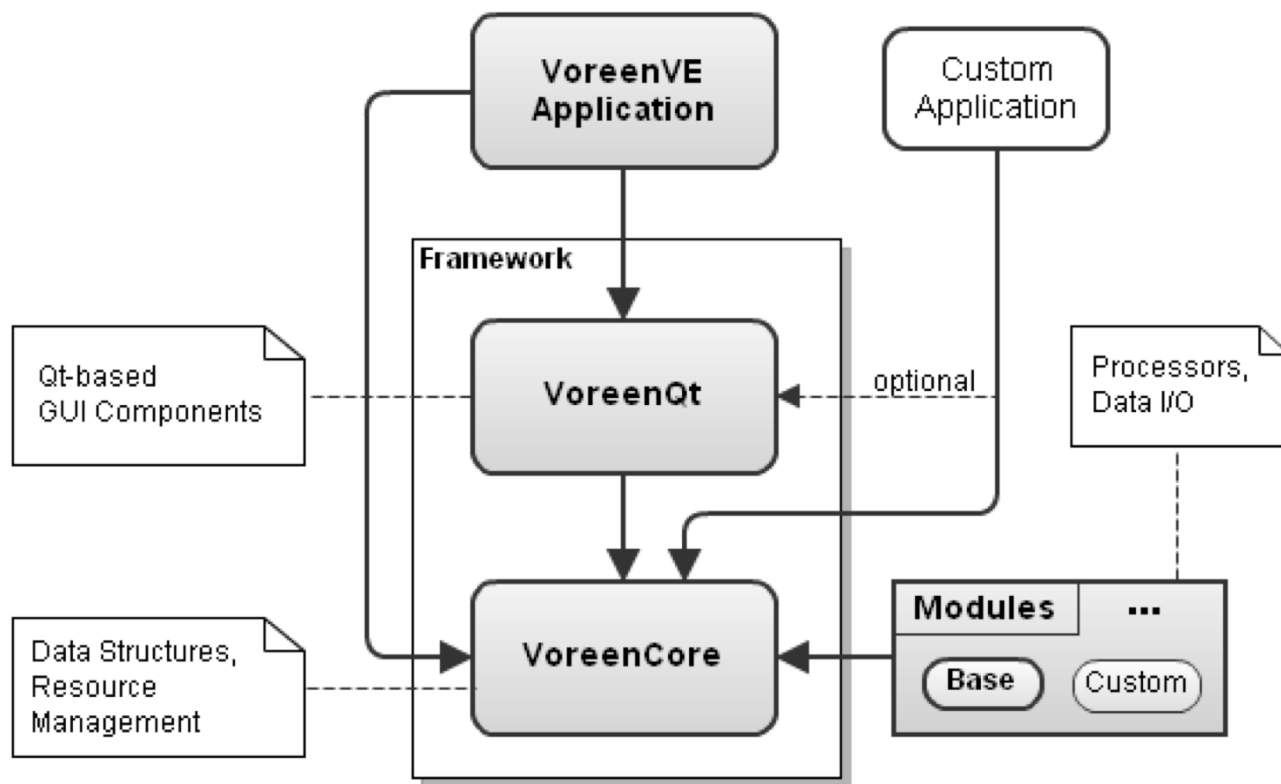 VoreenVE
Application
Custom
Application
Framework
Qt-based
GUI Components
VoreenQt
optional
Processors,
Data I/O
Data Structures,
Resource
Management
VoreenCore
Modules
...
Base
Custom